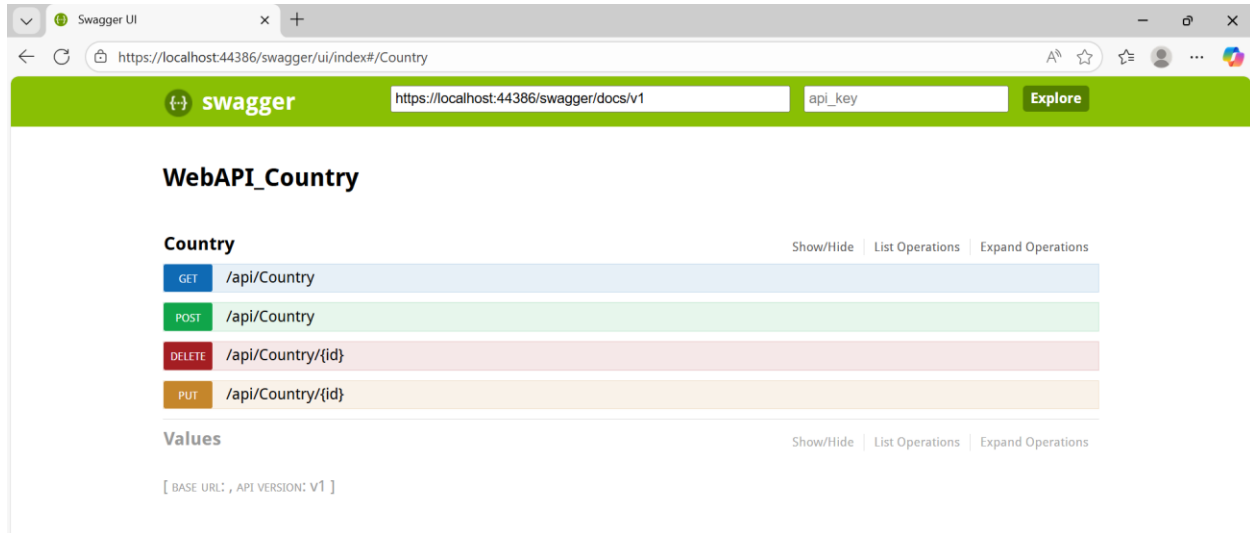 Swagger UI
https://localhost:44386/swagger/ui/index#/Country
swagger https://localhost:44386/swagger/docs/v1 api_key Explore
WebAPI_Country
Country Show/Hide List Operations Expand Operations
GET /api/Country
POST /api/Country
DELETE /api/Country/{id}
PUT /api/Country/{id}
Values Show/Hide List Operations Expand Operations
[ BASE URL: , API VERSION: V1 ]